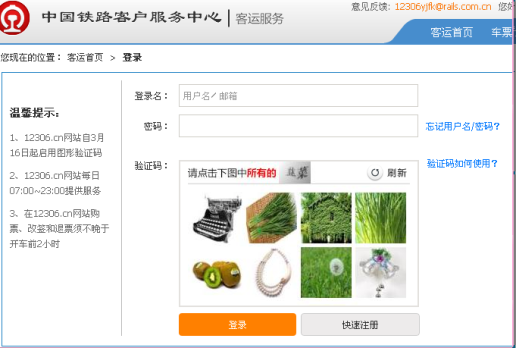 意见反馈: 12306yjfk@rails.com.cn 您好
中国铁路客户服务中心 | 客运服务
客运首页 车票
您现在的位置： 客运首页 > 登录
温馨提示：
1、12306.cn网站自3月
16日起启用图形验证码
2、12306.cn网站每日
07:00~23:00提供服务
3、在12306.cn网站购
票、改签和退票须不晚于
开车前2小时
登录名： 用户名／邮箱
密码： 忘记用户名/密码？
验证码： 验证码如何使用？
请点击下图中所有的 韭菜 刷新
登录 快速注册